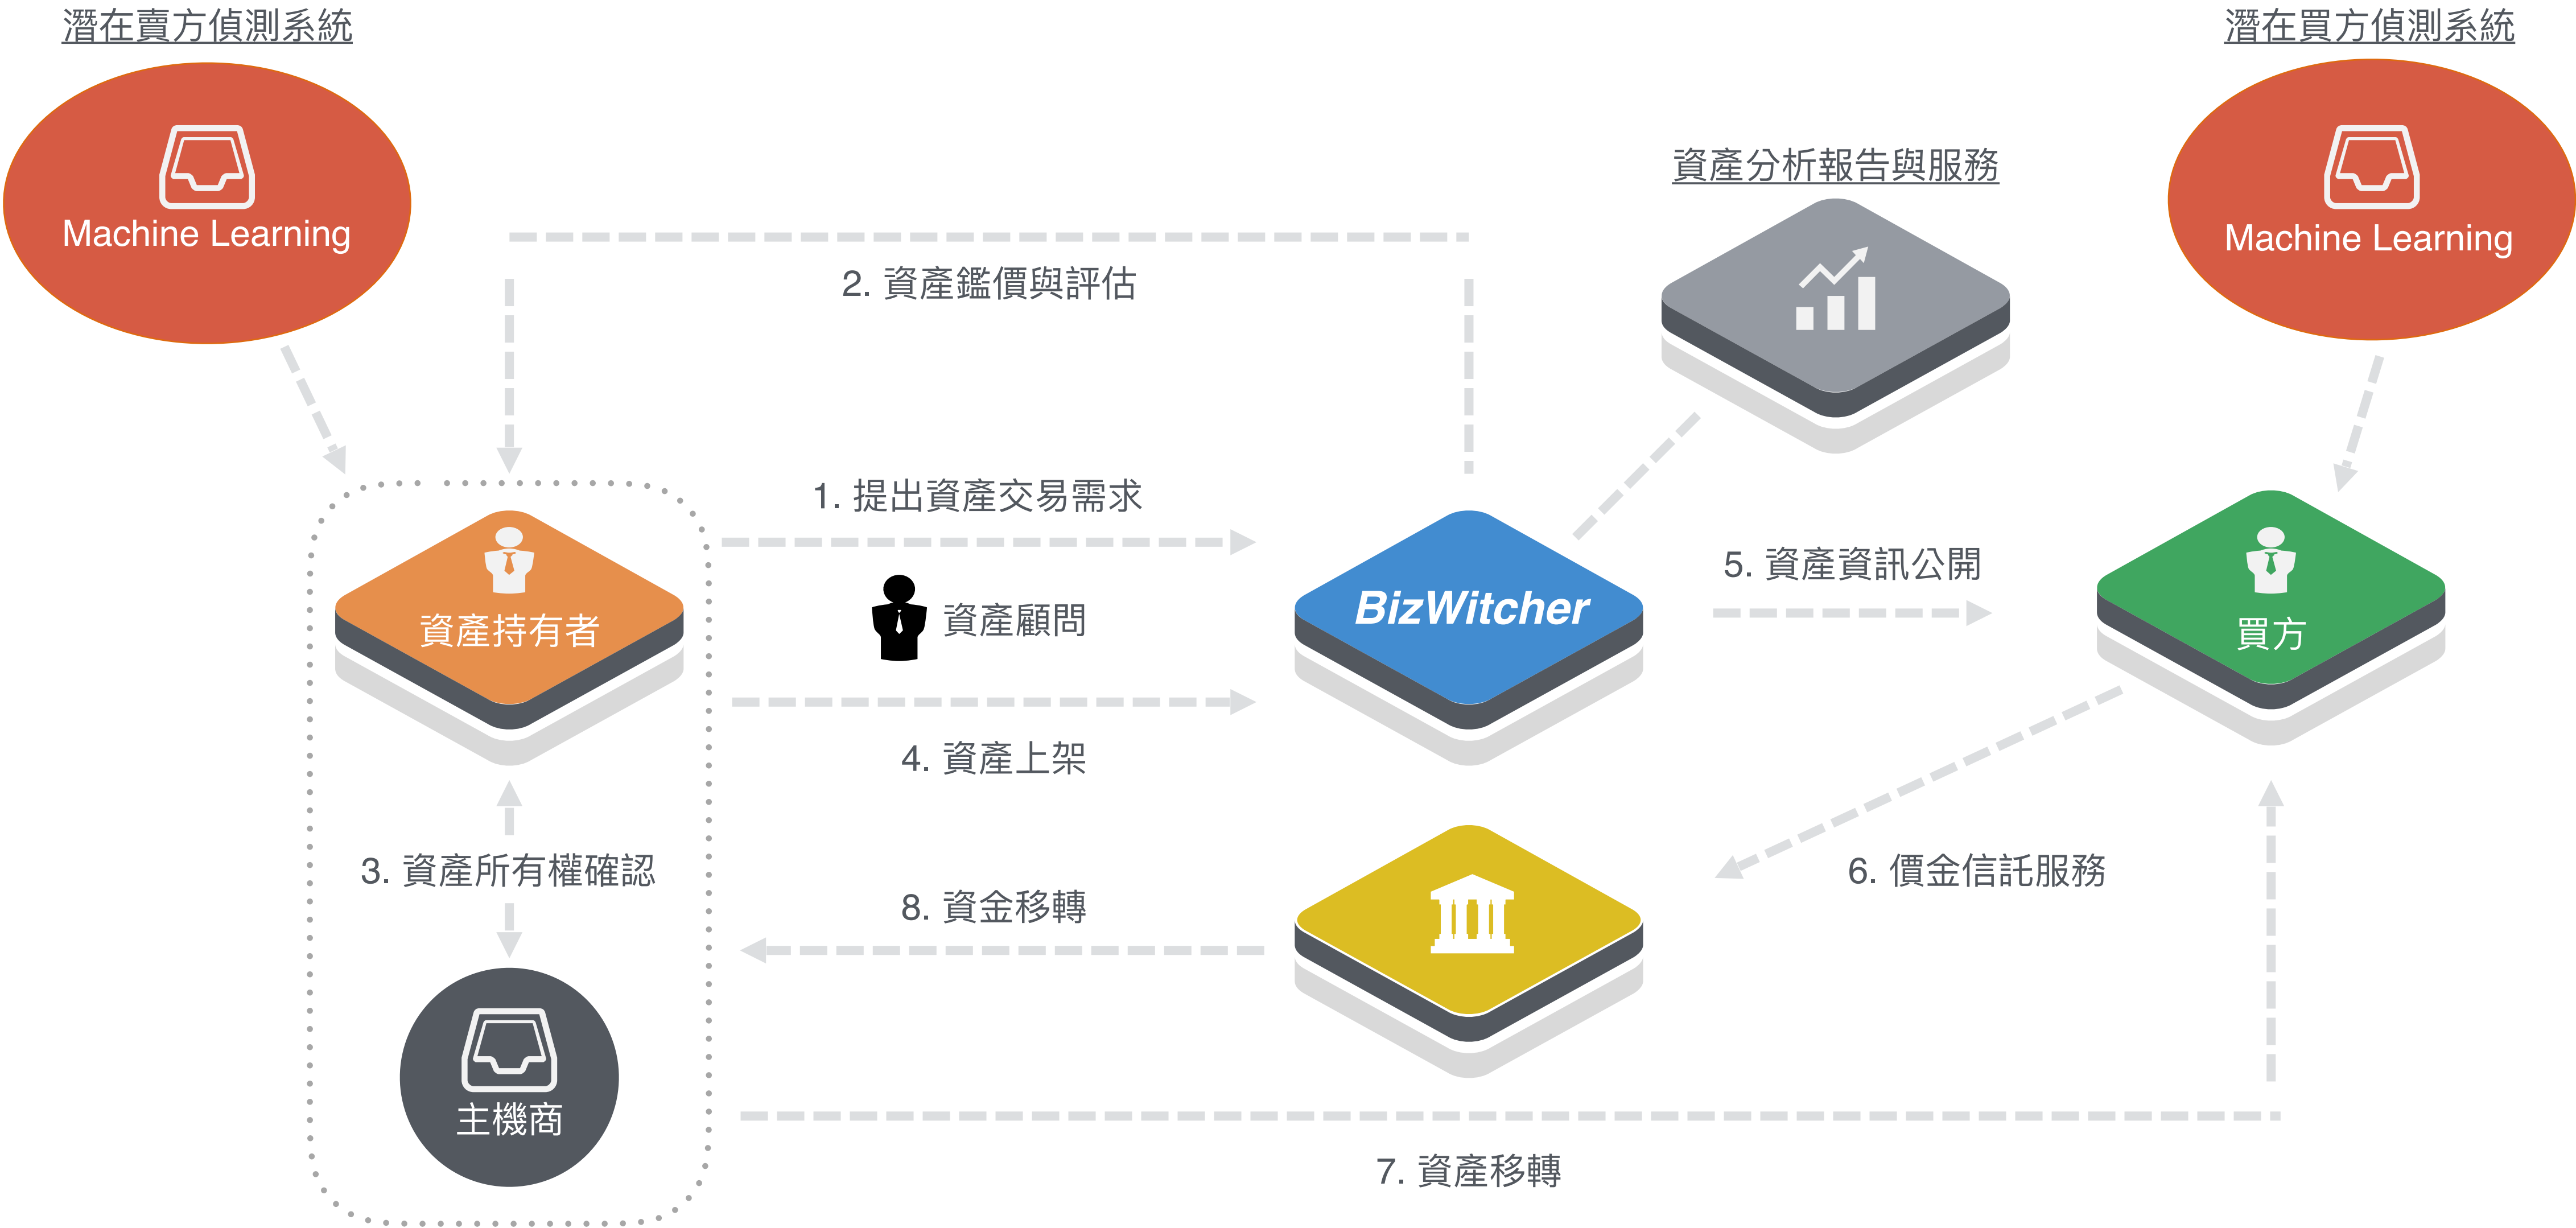 潛在賣方偵測系統
潛在買方偵測系統
Machine Learning
Machine Learning
資產分析報告與服務
2. 資產鑑價與評估
1. 提出資產交易需求
資產持有者
資產顧問
BizWitcher
5. 資產資訊公開
買方
4. 資產上架
3. 資產所有權確認
6. 價金信託服務
8. 資金移轉
主機商
7. 資產移轉